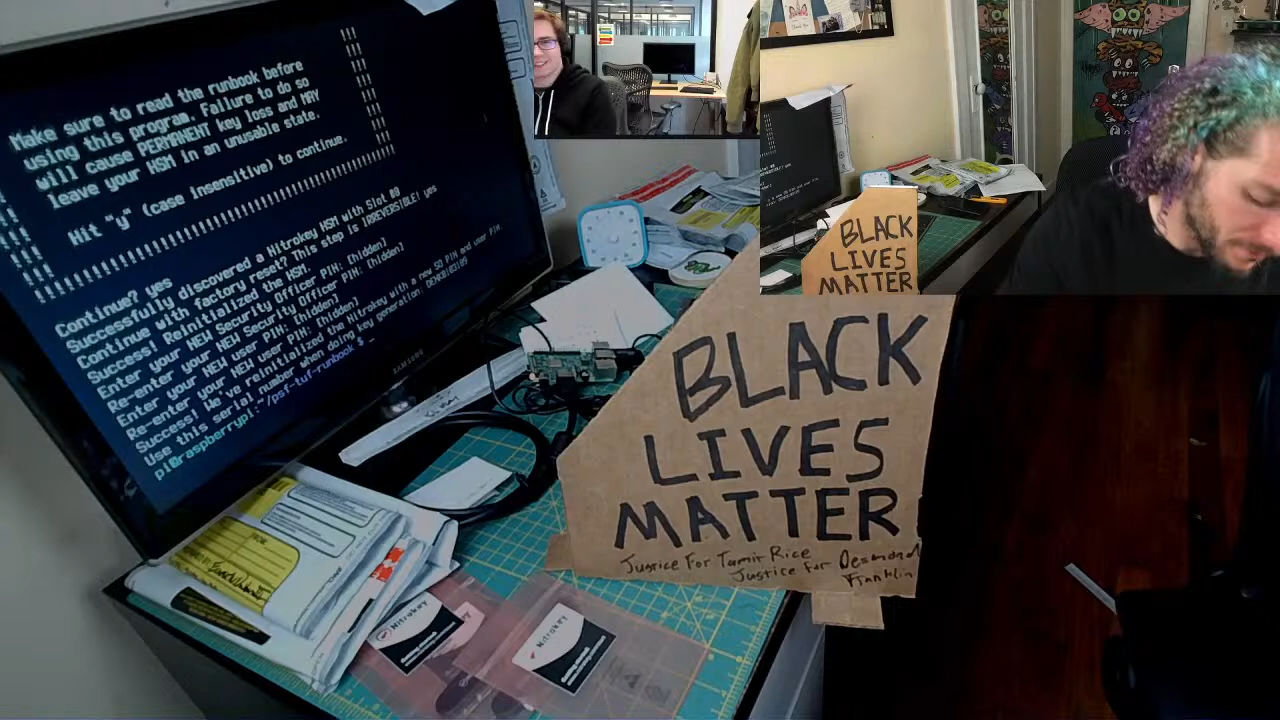 Make sure to read the runbook before
using this program. Failure to do so
will cause PERMANENT key loss and MAY
leave your HSM in an unusable state.
Hit "y" (case insensitive) to continue.
!!!!!!!!!!!!!!!!!!!!!!!!!!!!!!!!!!!!!!!!
Continue? yes
Successfully discovered a Nitrokey HSM with Slot 00
Continue with factory reset? This step is IRREVERSIBLE! yes
Success! Reinitialized the HSM.
Enter your NEW Security Officer PIN: [hidden]
Re-enter your NEW Security Officer PIN: [hidden]
Enter your NEW user PIN: [hidden]
Re-enter your NEW user PIN: [hidden]
Success! We've reinitialized the Nitrokey with a new SO PIN and user PIN
Use this serial number when doing key generation:
pi@raspberrypi:~/psf-tuf-runbook $
SAMSUNG
BLACK
LIVES
MATTER
Justice For Tamir Rice
Justice For Desmond
Franklin
Nitrokey
Nitrokey
BLACK
LIVES
MATTER